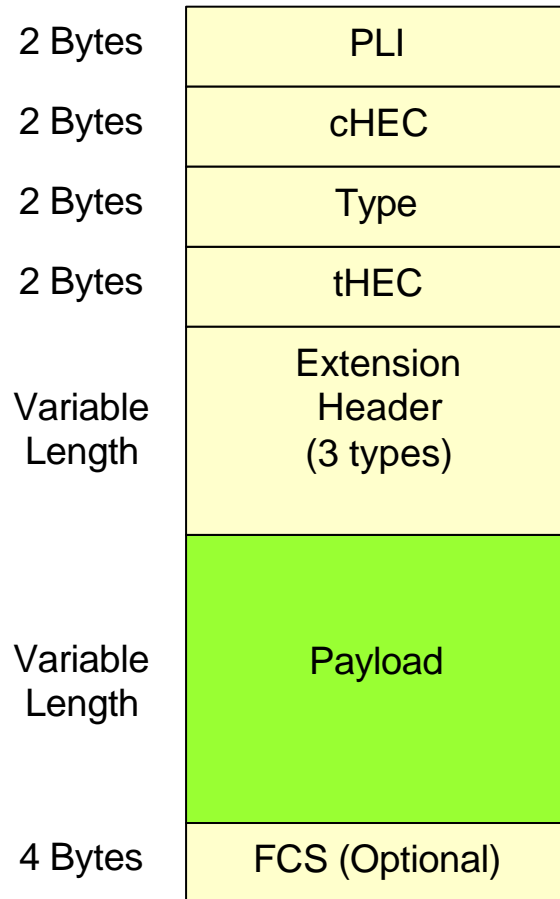 2 Bytes PLI
2 Bytes cHEC
2 Bytes Type
2 Bytes tHEC
Variable
Length
Extension
Header
(3 types)
Variable
Length
Payload
4 Bytes FCS (Optional)